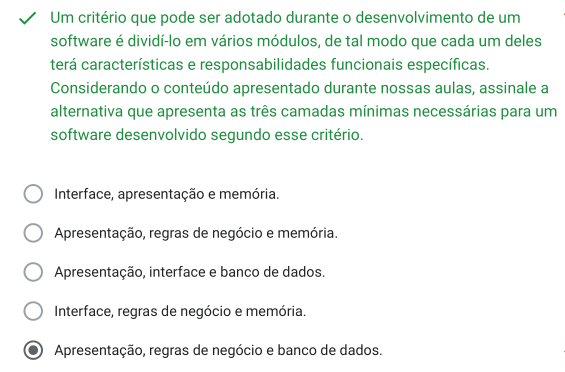 Um critério que pode ser adotado durante o desenvolvimento de um
software é dividí-lo em vários módulos, de tal modo que cada um deles
terá características e responsabilidades funcionais específicas.
Considerando o conteúdo apresentado durante nossas aulas, assinale a
alternativa que apresenta as três camadas mínimas necessárias para um
software desenvolvido segundo esse critério.
Interface, apresentação e memória.
Apresentação, regras de negócio e memória.
Apresentação, interface e banco de dados.
Interface, regras de negócio e memória.
Apresentação, regras de negócio e banco de dados.